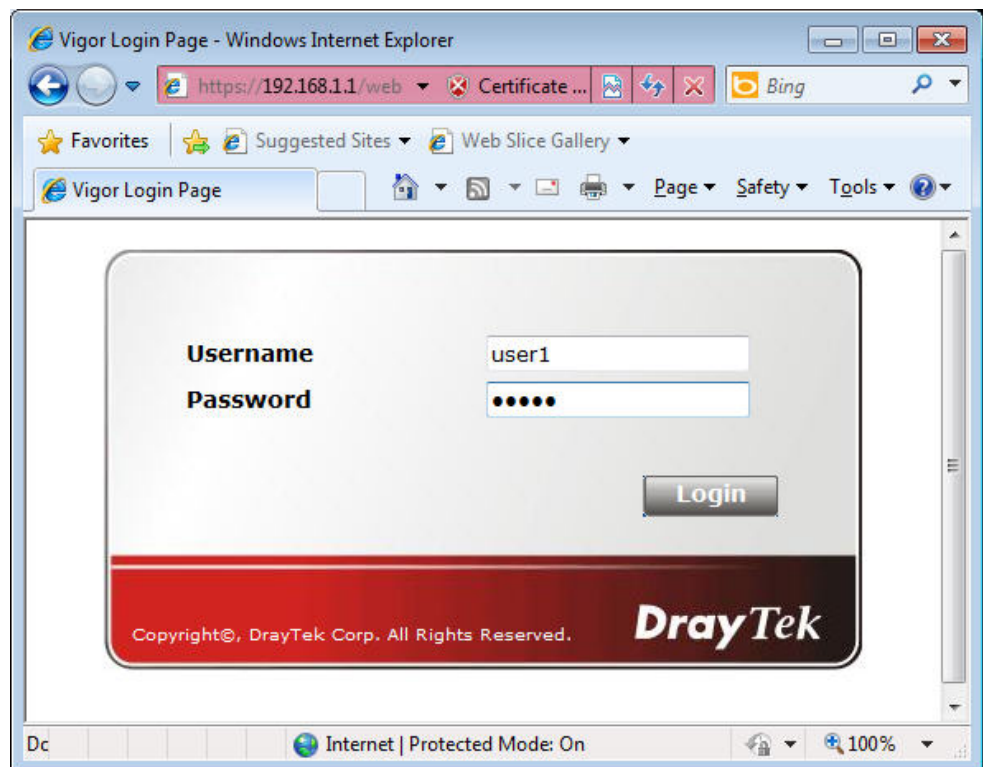 Vigor Login Page - Windows Internet Explorer
https://192.168.1.1/web Certificate ... Bing
Favorites Suggested Sites Web Slice Gallery
Vigor Login Page Page Safety Tools
Username user1
Password •••••
Login
Copyright©, DrayTek Corp. All Rights Reserved. DrayTek
Dc Internet | Protected Mode: On 100%